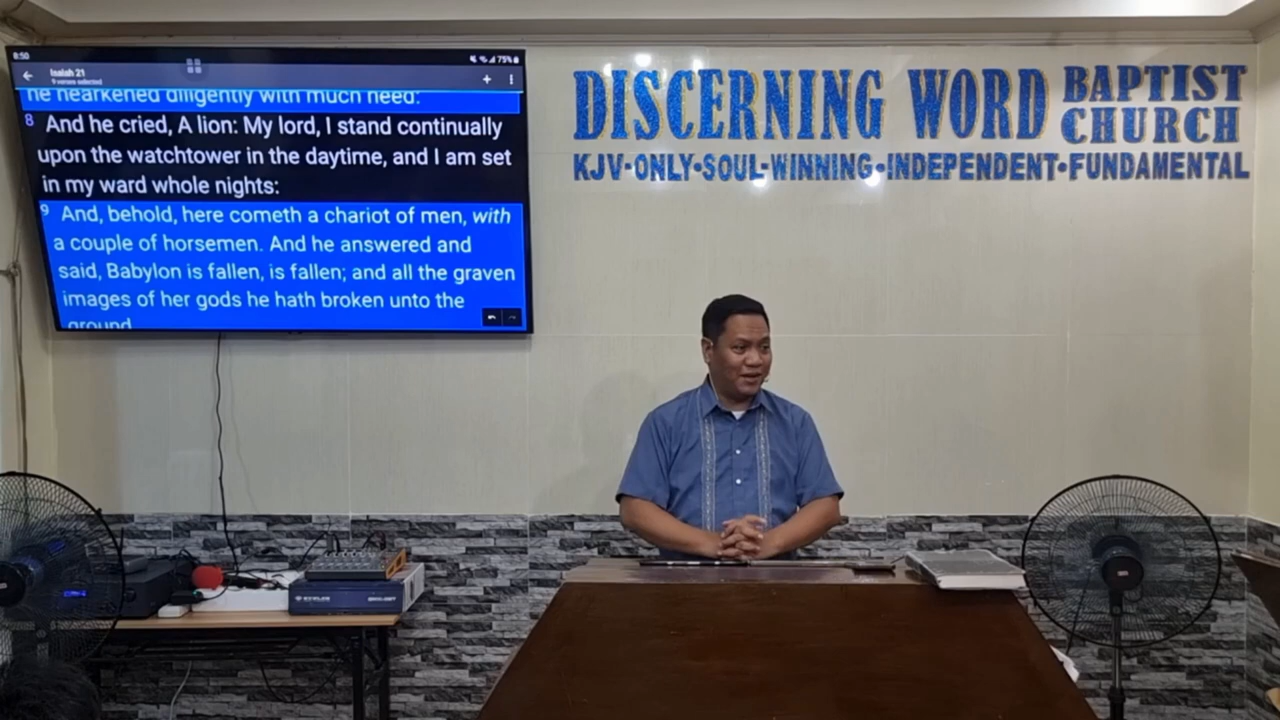 8:50
75%
Isaiah 21
9 verses selected
he hearkened diligently with much heed:
8 And he cried, A lion: My lord, I stand continually
upon the watchtower in the daytime, and I am set
in my ward whole nights:
9 And, behold, here cometh a chariot of men, with
a couple of horsemen. And he answered and
said, Babylon is fallen, is fallen; and all the graven
images of her gods he hath broken unto the
ground
DISCERNING WORD BAPTIST CHURCH
KJV-ONLY•SOUL-WINNING•INDEPENDENT•FUNDAMENTAL